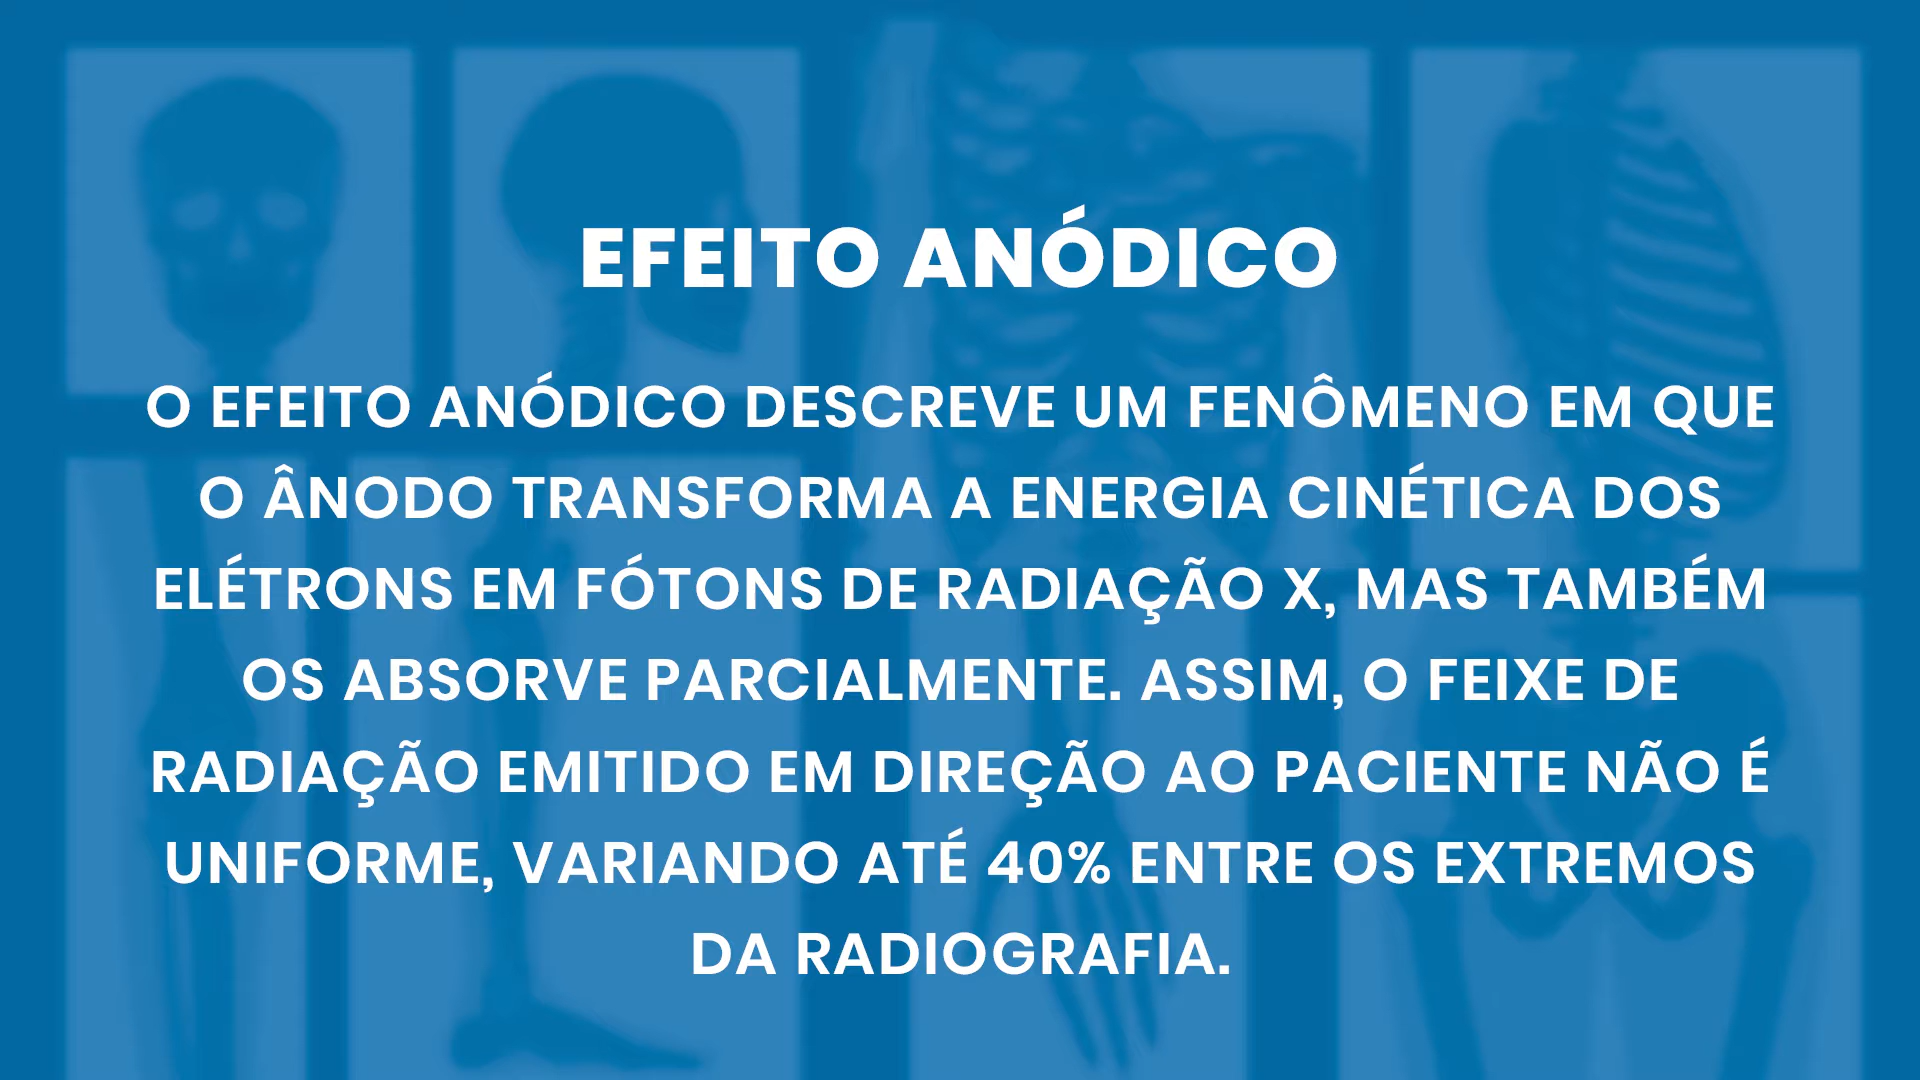 EFEITO ANÓDICO
O EFEITO ANÓDICO DESCREVE UM FENÔMENO EM QUE
O ÂNODO TRANSFORMA A ENERGIA CINÉTICA DOS
ELÉTRONS EM FÓTONS DE RADIAÇÃO X, MAS TAMBÉM
OS ABSORVE PARCIALMENTE. ASSIM, O FEIXE DE
RADIAÇÃO EMITIDO EM DIREÇÃO AO PACIENTE NÃO É
UNIFORME, VARIANDO ATÉ 40% ENTRE OS EXTREMOS
DA RADIOGRAFIA.